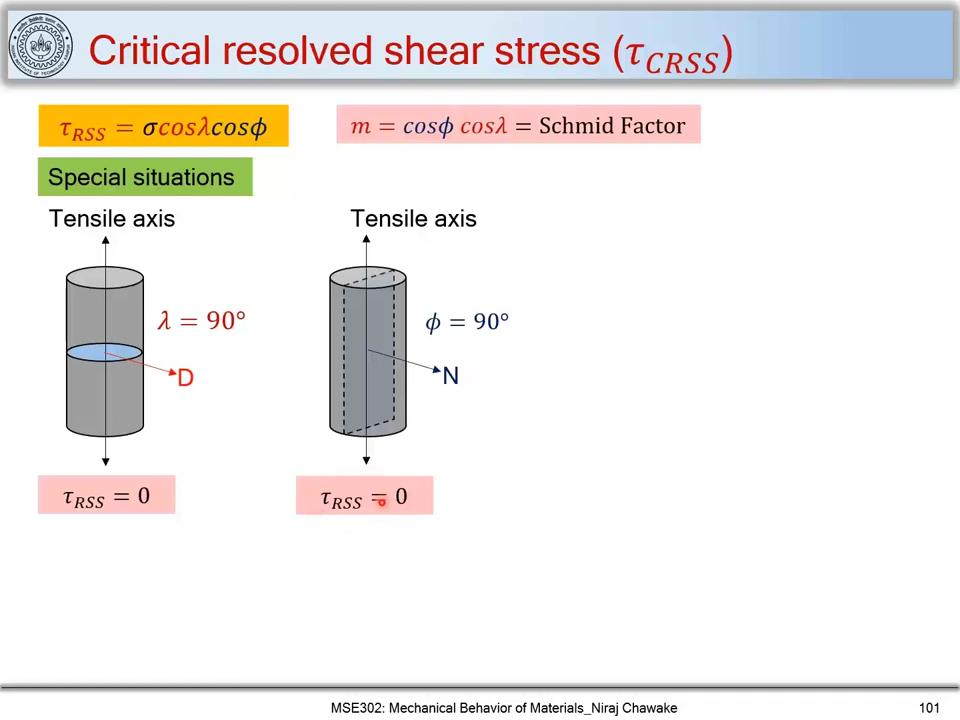 Critical resolved shear stress (τ_CRSS)
τ_RSS = σcosλcosϕ
m = cosϕ cosλ = Schmid Factor
Special situations
Tensile axis
λ = 90°
D
τ_RSS = 0
Tensile axis
ϕ = 90°
N
τ_RSS = 0
MSE302: Mechanical Behavior of Materials_Niraj Chawake
101